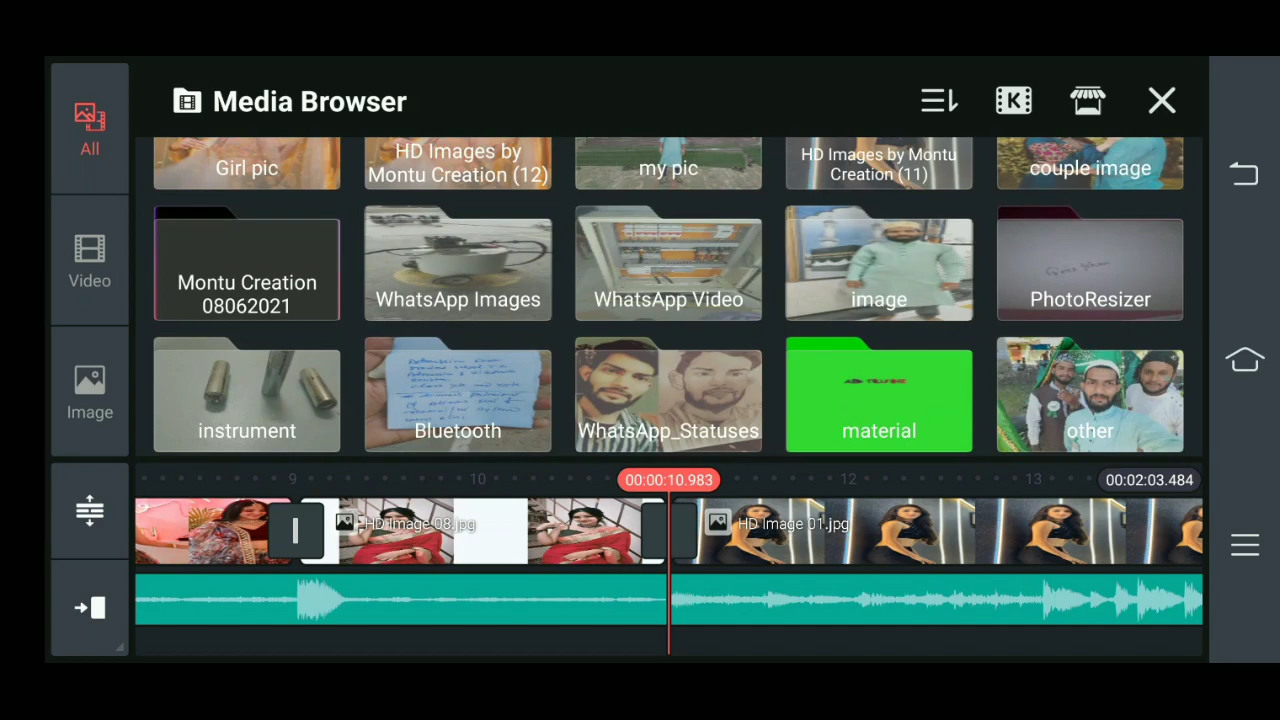 Media Browser
K
All
Girl pic
HD Images by
Montu Creation (12)
my pic
HD Images by Montu
Creation (11)
couple image
Video
Montu Creation
08062021
WhatsApp Images
WhatsApp Video
image
PhotoResizer
Image
instrument
Bluetooth
WhatsApp_Statuses
material
other
9
10
00:00:10.983
12
13
00:02:03.484
HD Image 08.jpg
HD Image 01.jpg